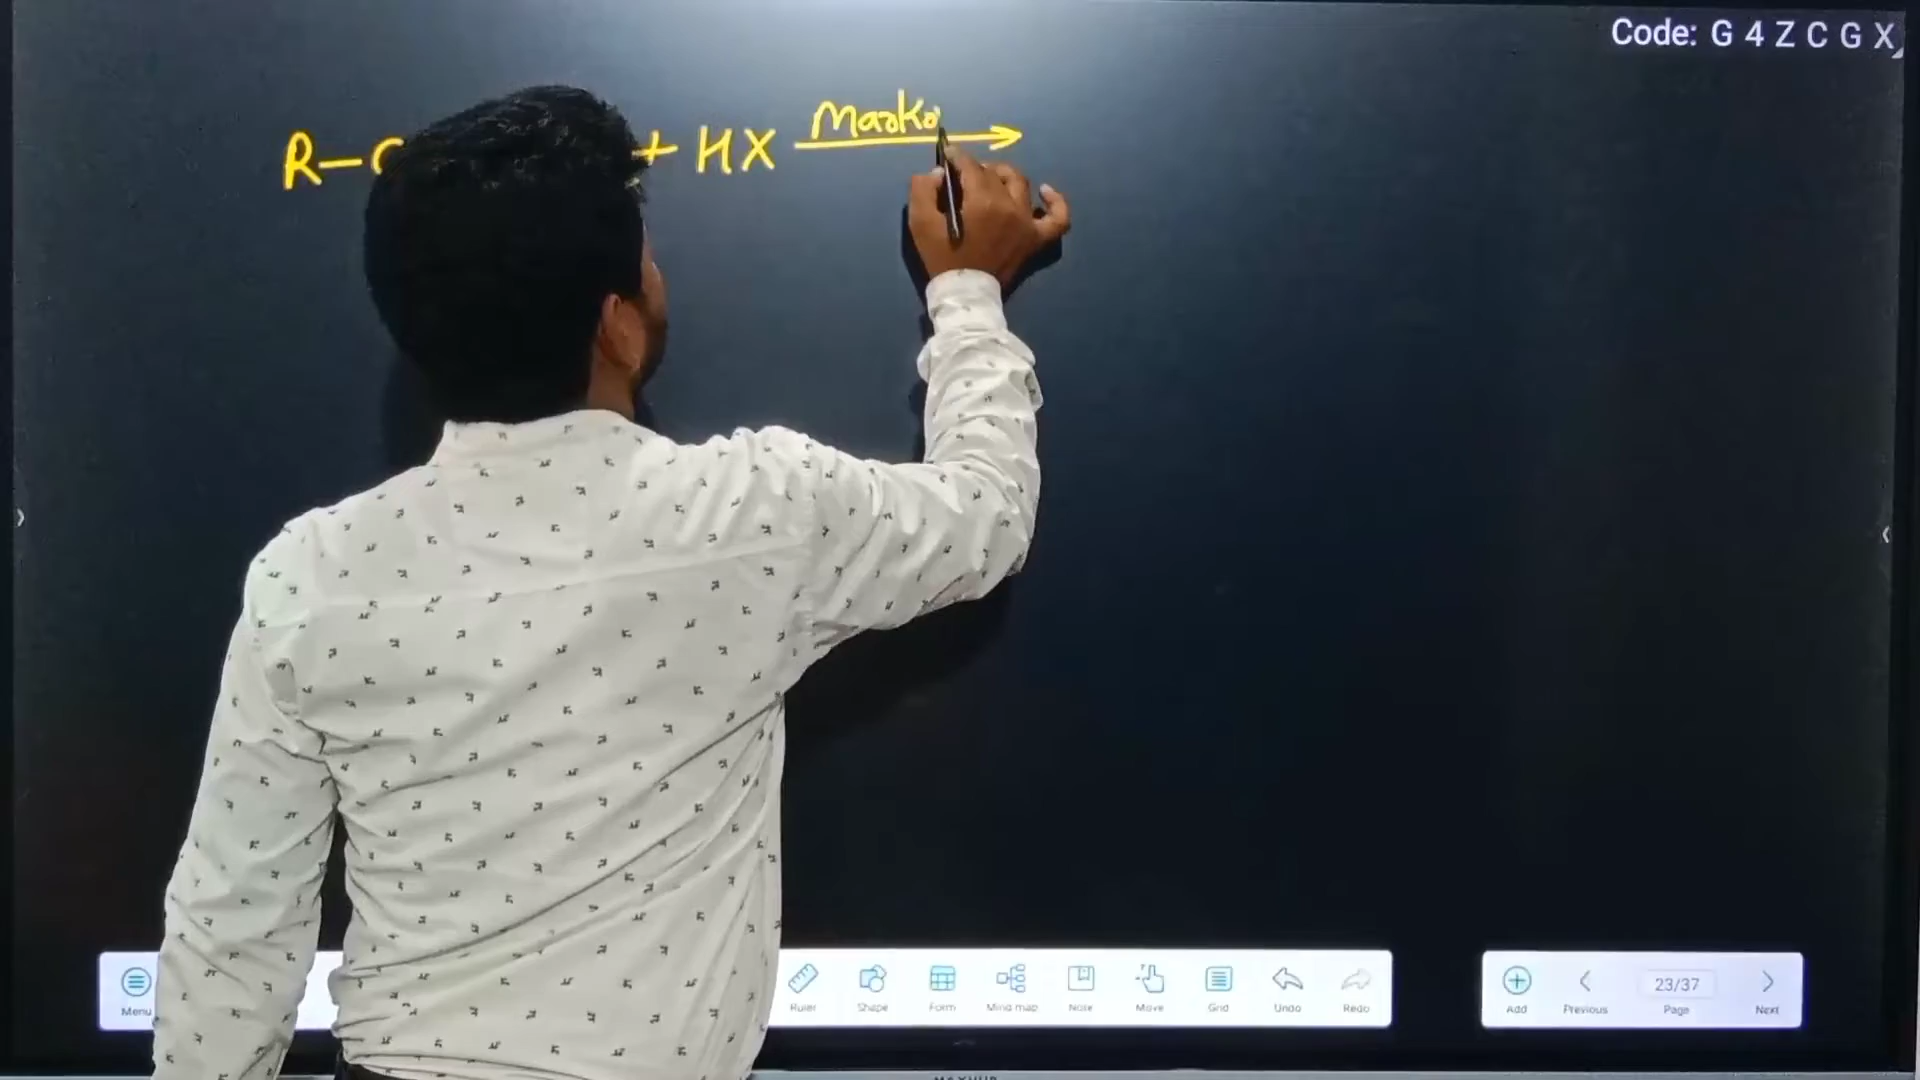 Code: G 4 Z C G X
R-C + HX Marko
Menu Ruler Shape Form Mind map Note Move Grid Undo Redo
Add Previous 23/37 Page Next